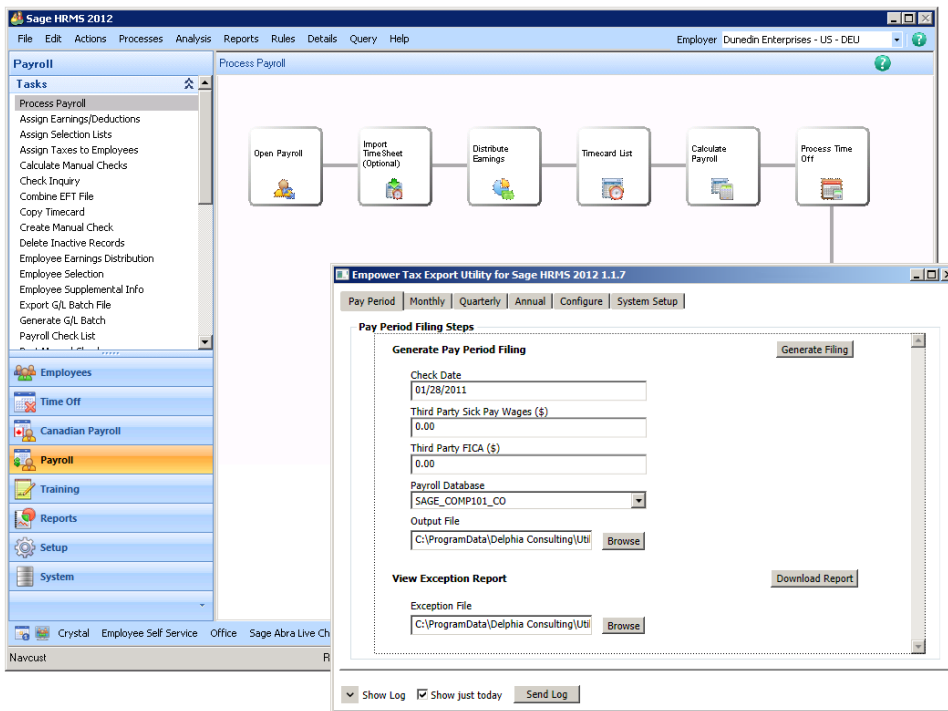 Sage HRMS 2012
File Edit Actions Processes Analysis Reports Rules Details Query Help
Employer Dunedin Enterprises - US - DEU
Payroll
Process Payroll
Tasks
Process Payroll
Assign Earnings/Deductions
Assign Selection Lists
Assign Taxes to Employees
Calculate Manual Checks
Check Inquiry
Combine EFT File
Copy Timecard
Create Manual Check
Delete Inactive Records
Employee Earnings Distribution
Employee Selection
Employee Supplemental Info
Export G/L Batch File
Generate G/L Batch
Payroll Check List
Employees
Time Off
Canadian Payroll
Payroll
Training
Reports
Setup
System
Open Payroll
Import
TimeSheet
(Optional)
Distribute
Earnings
Timecard List
Calculate
Payroll
Process Time
Off
Crystal Employee Self Service Office Sage Abra Live Ch
Navcust
R
Empower Tax Export Utility for Sage HRMS 2012 1.1.7
Pay Period Monthly Quarterly Annual Configure System Setup
Pay Period Filing Steps
Generate Pay Period Filing
Generate Filing
Check Date
01/28/2011
Third Party Sick Pay Wages ($)
0.00
Third Party FICA ($)
0.00
Payroll Database
SAGE_COMP101_CO
Output File
C:\ProgramData\Delphia Consulting\Uti
Browse
View Exception Report
Download Report
Exception File
C:\ProgramData\Delphia Consulting\Uti
Browse
Show Log Show just today Send Log